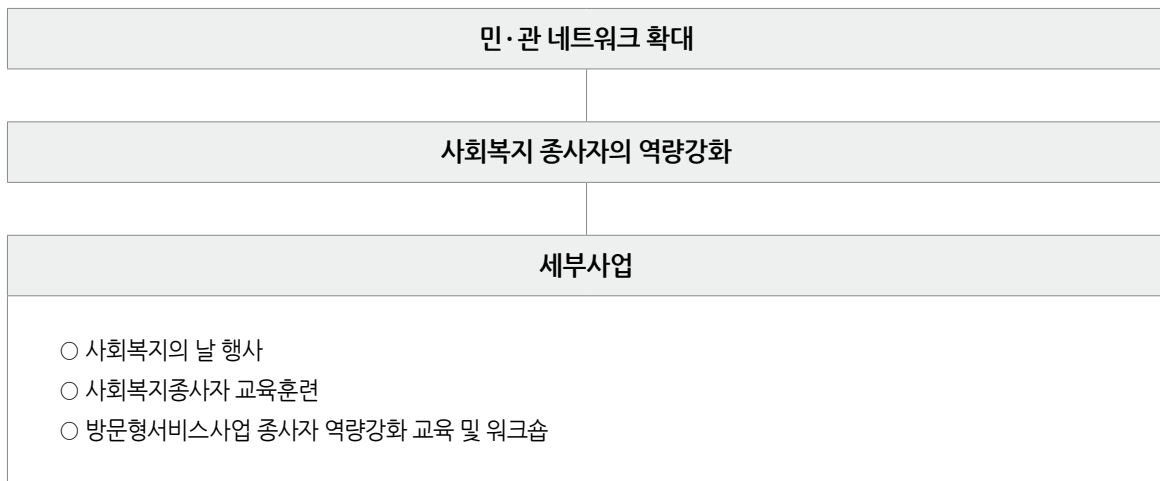 민·관 네트워크 확대
사회복지 종사자의 역량강화
세부사업
○ 사회복지의 날 행사
○ 사회복지종사자 교육훈련
○ 방문형서비스사업 종사자 역량강화 교육 및 워크숍